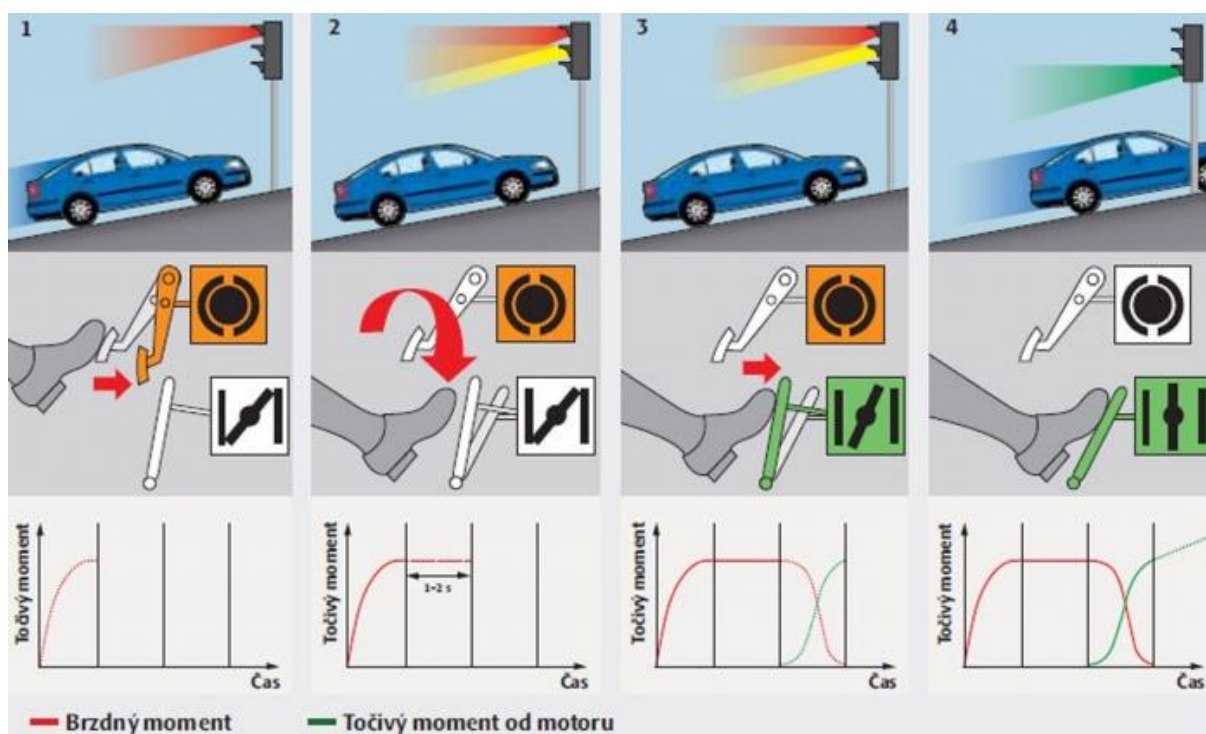 1
2
3
4
Točivý moment
Čas
Točivý moment
1-2 s
Čas
Točivý moment
Čas
Točivý moment
Čas
Brzdný moment
Točivý moment od motoru